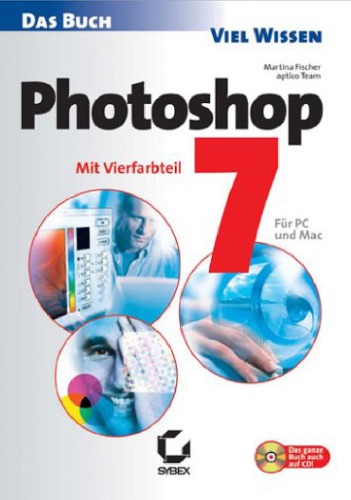 DAS BUCH
VIEL WISSEN
Martina Fischer
aptico Team
Photoshop
7
Mit Vierfarbteil
Für PC
und Mac
SYBEX
Das ganze
Buch auch
auf CD!